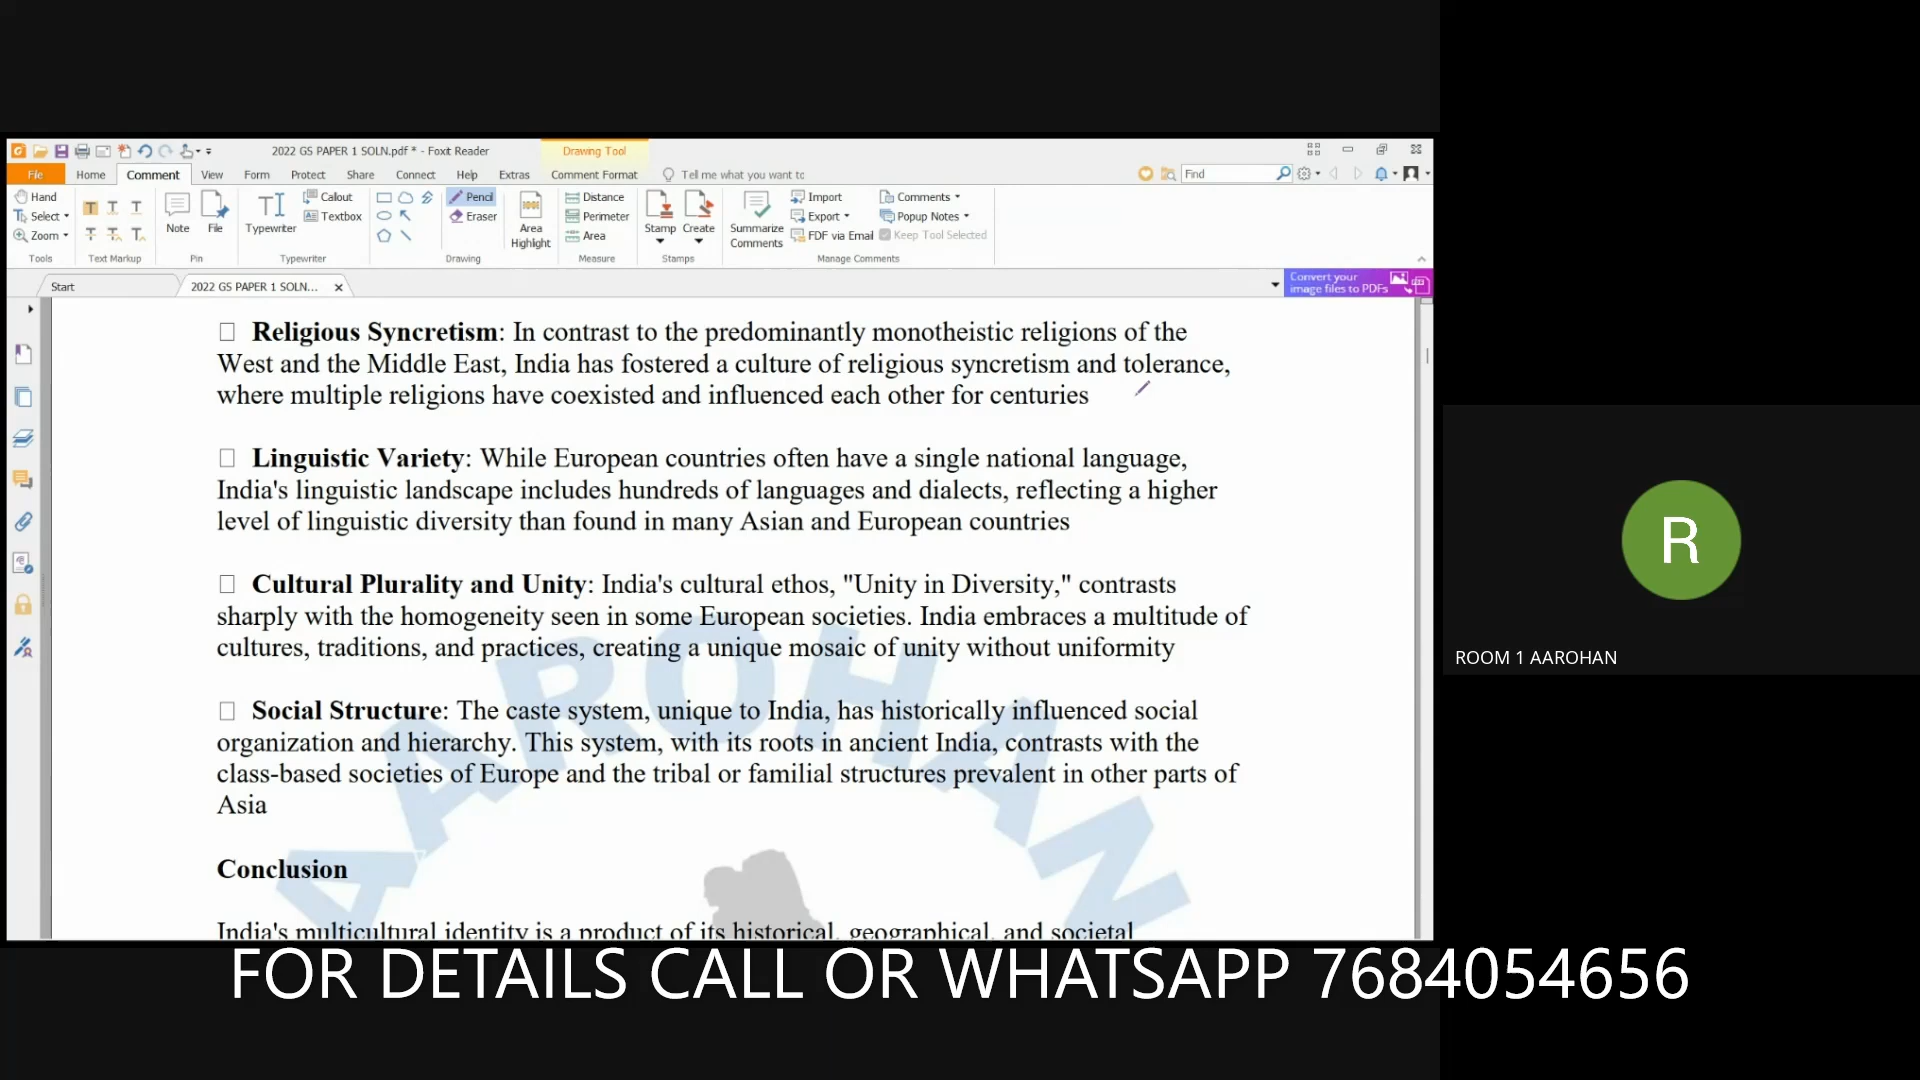 2022 GS PAPER 1 SOLN.pdf * - Foxit Reader
Drawing Tool
File Home Comment View Form Protect Share Connect Help Extras Comment Format Tell me what you want to Find
Hand
Select
Zoom
Tools
Text Markup
Note
File
Pin
Typewriter
Callout
Textbox
Typewriter
Pencil
Eraser
Drawing
Area
Highlight
Distance
Perimeter
Area
Measure
Stamp
Create
Stamps
Summarize
Comments
Import
Export
FDF via Email
Comments
Popup Notes
Keep Tool Selected
Manage Comments
Start
2022 GS PAPER 1 SOLN...
Convert your
image files to PDFs
Religious Syncretism: In contrast to the predominantly monotheistic religions of the
West and the Middle East, India has fostered a culture of religious syncretism and tolerance,
where multiple religions have coexisted and influenced each other for centuries
Linguistic Variety: While European countries often have a single national language,
India's linguistic landscape includes hundreds of languages and dialects, reflecting a higher
level of linguistic diversity than found in many Asian and European countries
Cultural Plurality and Unity: India's cultural ethos, "Unity in Diversity," contrasts
sharply with the homogeneity seen in some European societies. India embraces a multitude of
cultures, traditions, and practices, creating a unique mosaic of unity without uniformity
Social Structure: The caste system, unique to India, has historically influenced social
organization and hierarchy. This system, with its roots in ancient India, contrasts with the
class-based societies of Europe and the tribal or familial structures prevalent in other parts of
Asia
Conclusion
India's multicultural identity is a product of its historical, geographical, and societal
AAROHAN
R
ROOM 1 AAROHAN
FOR DETAILS CALL OR WHATSAPP 7684054656